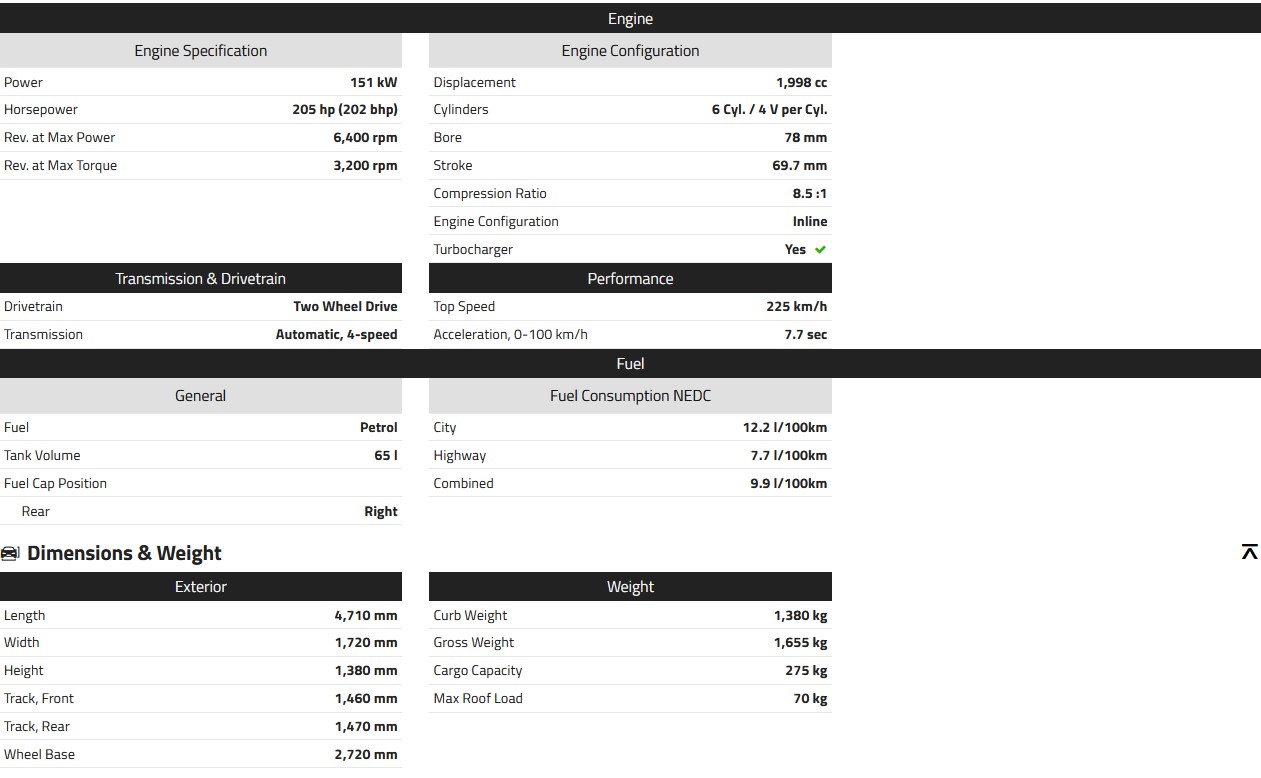 Engine
Engine Specification
Power 151 kW
Horsepower 205 hp (202 bhp)
Rev. at Max Power 6,400 rpm
Rev. at Max Torque 3,200 rpm
Engine Configuration
Displacement 1,998 cc
Cylinders 6 Cyl. / 4 V per Cyl.
Bore 78 mm
Stroke 69.7 mm
Compression Ratio 8.5 :1
Engine Configuration Inline
Turbocharger Yes
Transmission & Drivetrain
Drivetrain Two Wheel Drive
Transmission Automatic, 4-speed
Performance
Top Speed 225 km/h
Acceleration, 0-100 km/h 7.7 sec
Fuel
General
Fuel Petrol
Tank Volume 65 l
Fuel Cap Position
Rear Right
Fuel Consumption NEDC
City 12.2 l/100km
Highway 7.7 l/100km
Combined 9.9 l/100km
Dimensions & Weight
Exterior
Length 4,710 mm
Width 1,720 mm
Height 1,380 mm
Track, Front 1,460 mm
Track, Rear 1,470 mm
Wheel Base 2,720 mm
Weight
Curb Weight 1,380 kg
Gross Weight 1,655 kg
Cargo Capacity 275 kg
Max Roof Load 70 kg